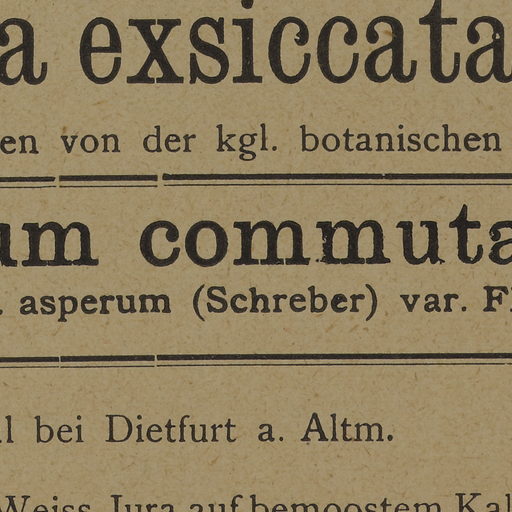 a exsiccata
en von der kgl. botanischen
um commuta
. asperum (Schreber) var. Fl
l bei Dietfurt a. Altm.
Weiss Jura auf bemoostem Kal